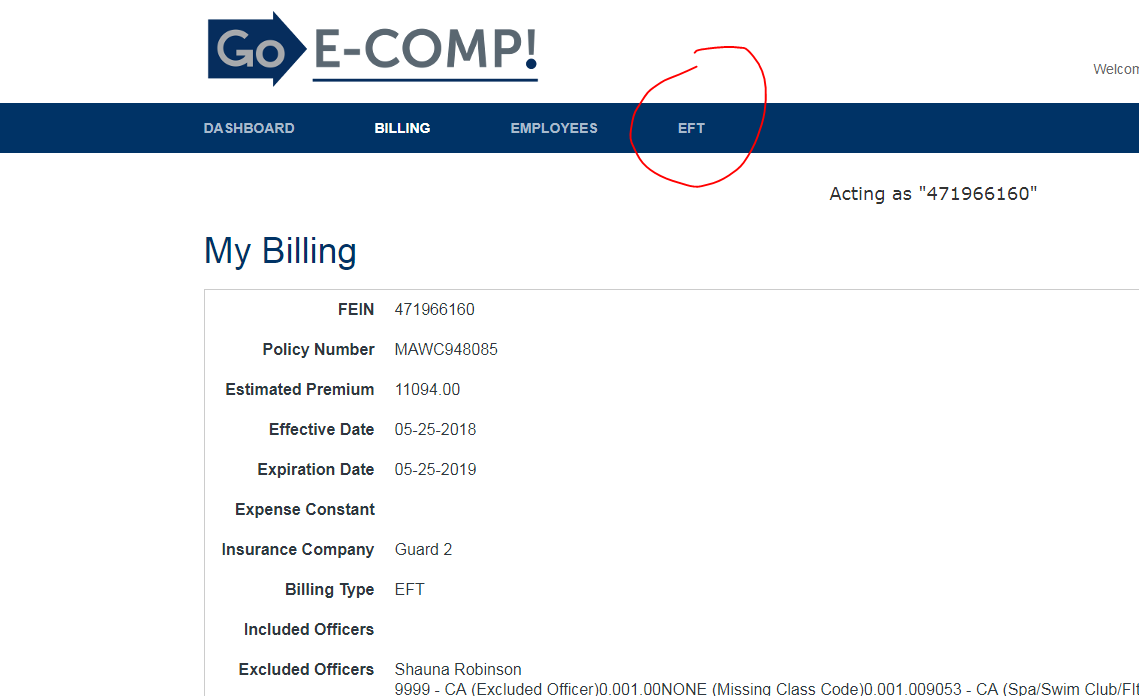 Go E-COMP!
Welcom
DASHBOARD BILLING EMPLOYEES EFT
Acting as "471966160"
My Billing
FEIN 471966160
Policy Number MAWC948085
Estimated Premium 11094.00
Effective Date 05-25-2018
Expiration Date 05-25-2019
Expense Constant
Insurance Company Guard 2
Billing Type EFT
Included Officers
Excluded Officers Shauna Robinson
9999 - CA (Excluded Officer)0.001.00NONE (Missing Class Code)0.001.009053 - CA (Spa/Swim Club/